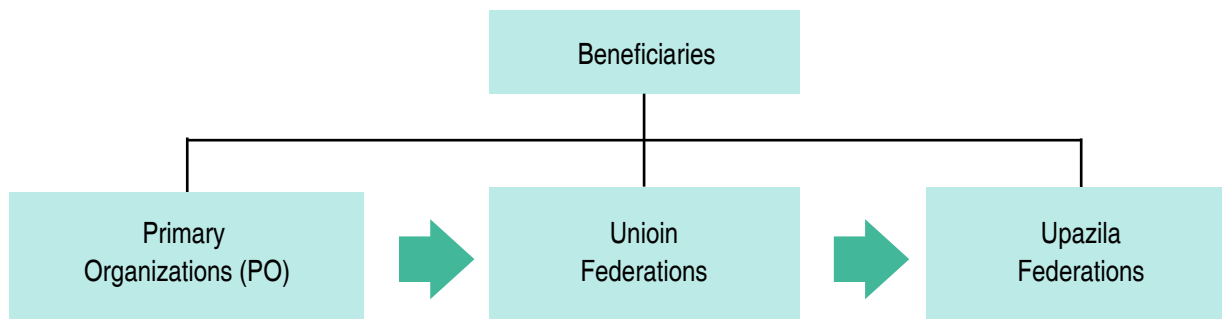 Beneficiaries
Primary
Organizations (PO)
Unioin
Federations
Upazila
Federations